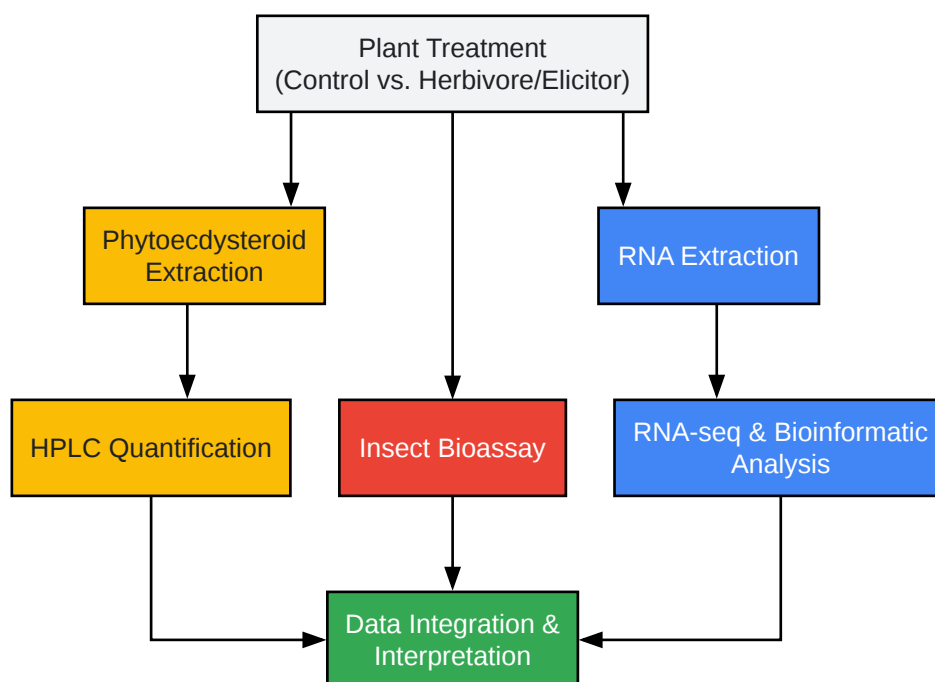 Plant Treatment
(Control vs. Herbivore/Elicitor)
Phytoecdysteroid
Extraction
RNA Extraction
HPLC Quantification
Insect Bioassay
RNA-seq & Bioinformatic
Analysis
Data Integration &
Interpretation